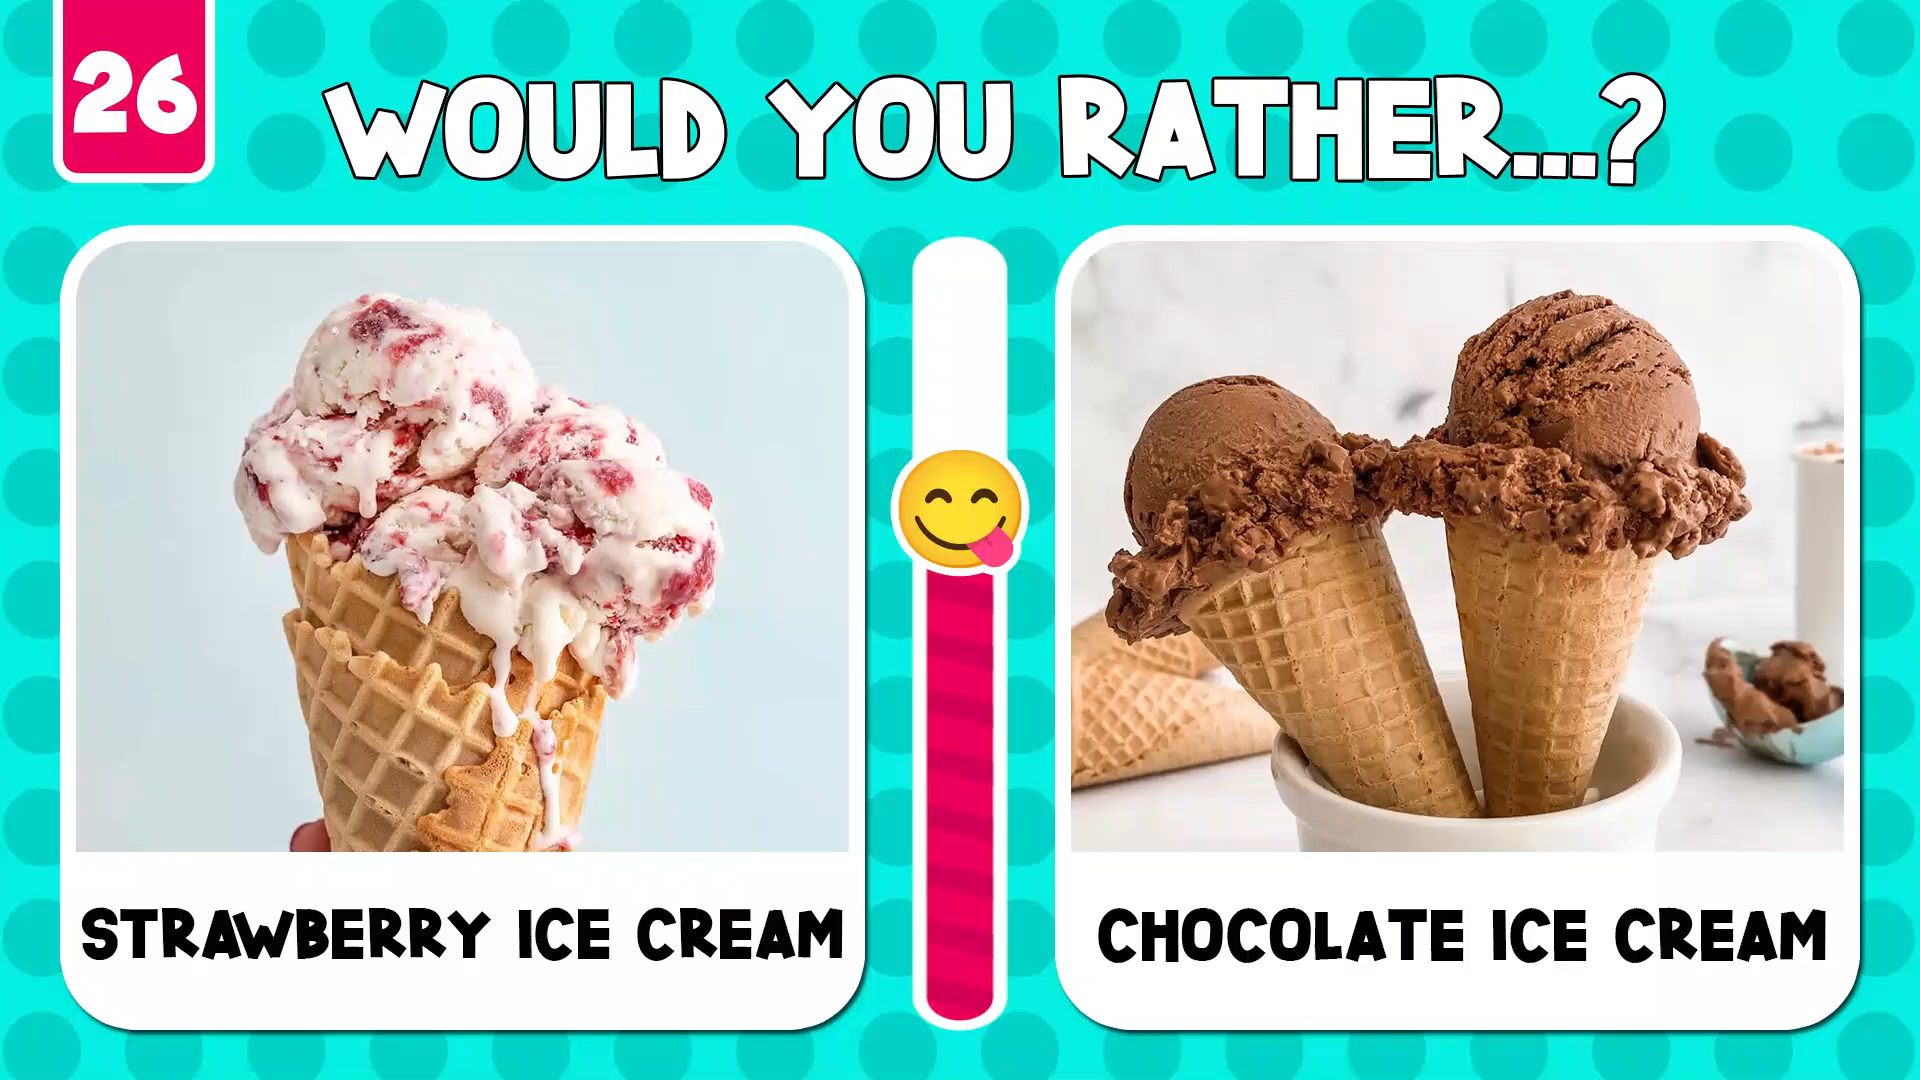 26
WOULD YOU RATHER...?
STRAWBERRY ICE CREAM
CHOCOLATE ICE CREAM